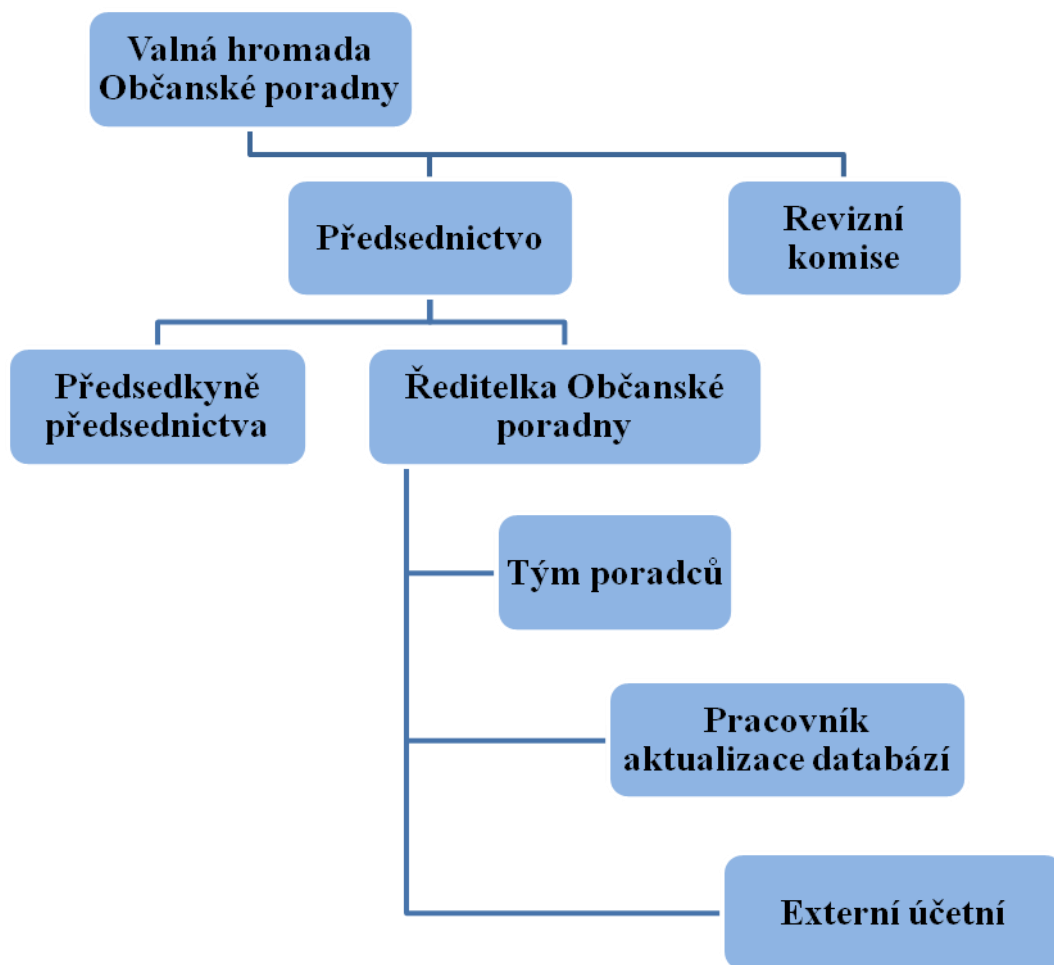 Valná hromada
Občanské poradny
Předsednictvo
Revizní
komise
Předsedkyně
předsednictva
Ředitelka Občanské
poradny
Tým poradců
Pracovník
aktualizace databází
Externí účetní